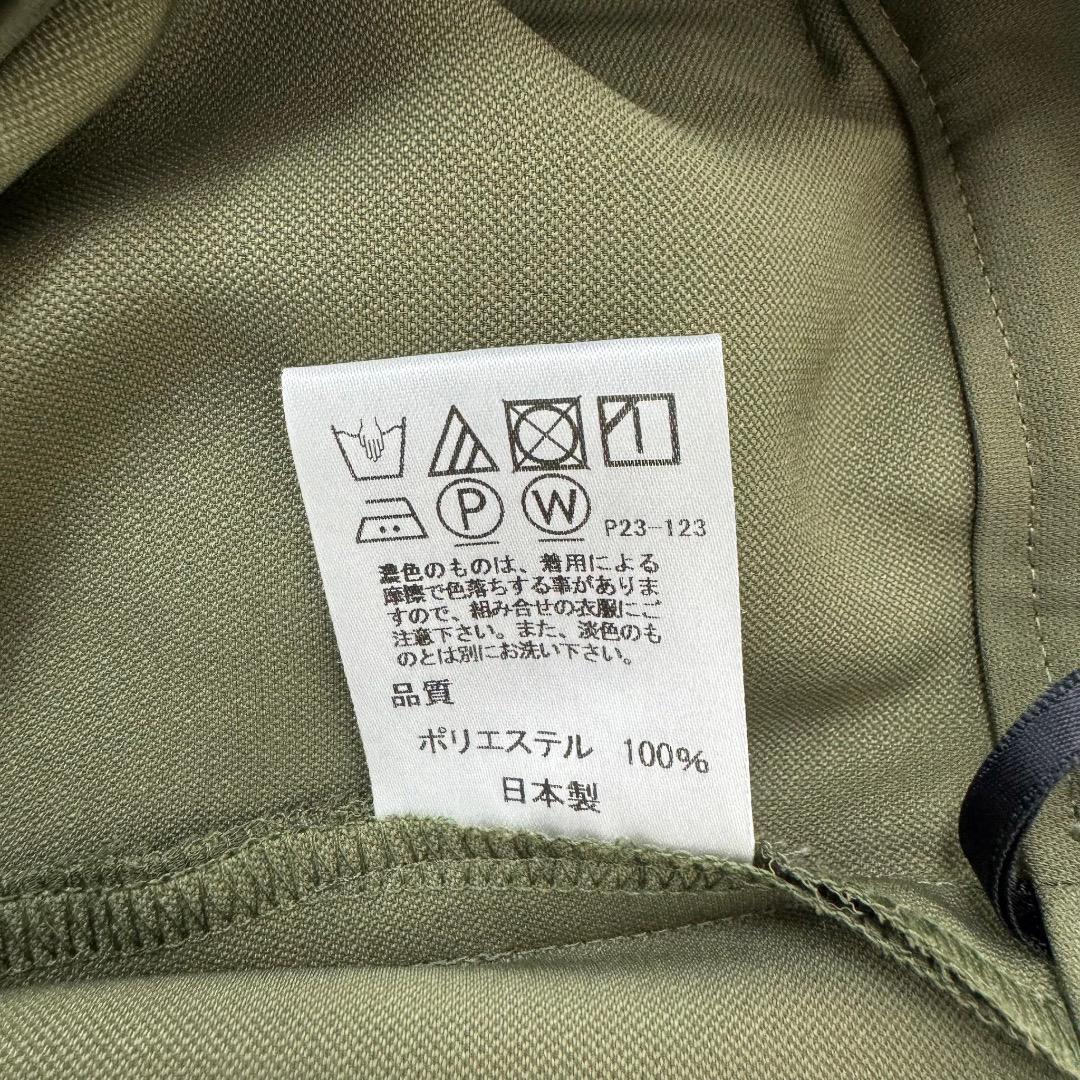 P W P23-123
濃色のものは、着用による
摩擦で色落ちする事がありま
すので、組み合せの衣服にご
注意下さい。また、淡色のも
のとは別にお洗い下さい。
品質
ポリエステル 100%
日本製